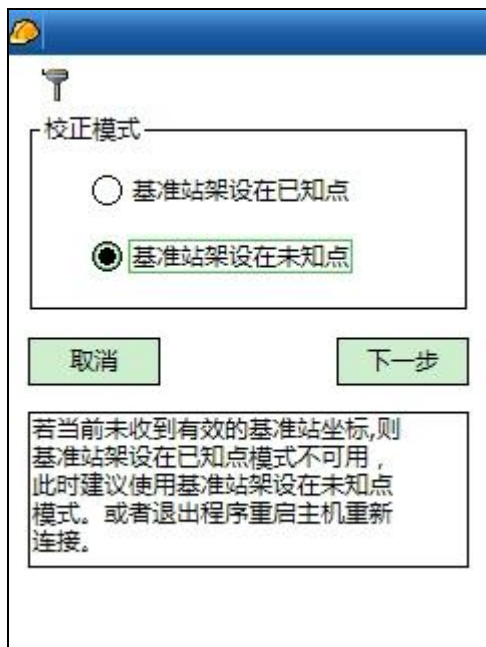 校正模式
基准站架设在已知点
基准站架设在未知点
取消
下一步
若当前未收到有效的基准站坐标,则
基准站架设在已知点模式不可用，
此时建议使用基准站架设在未知点
模式。或者退出程序重启主机重新
连接。